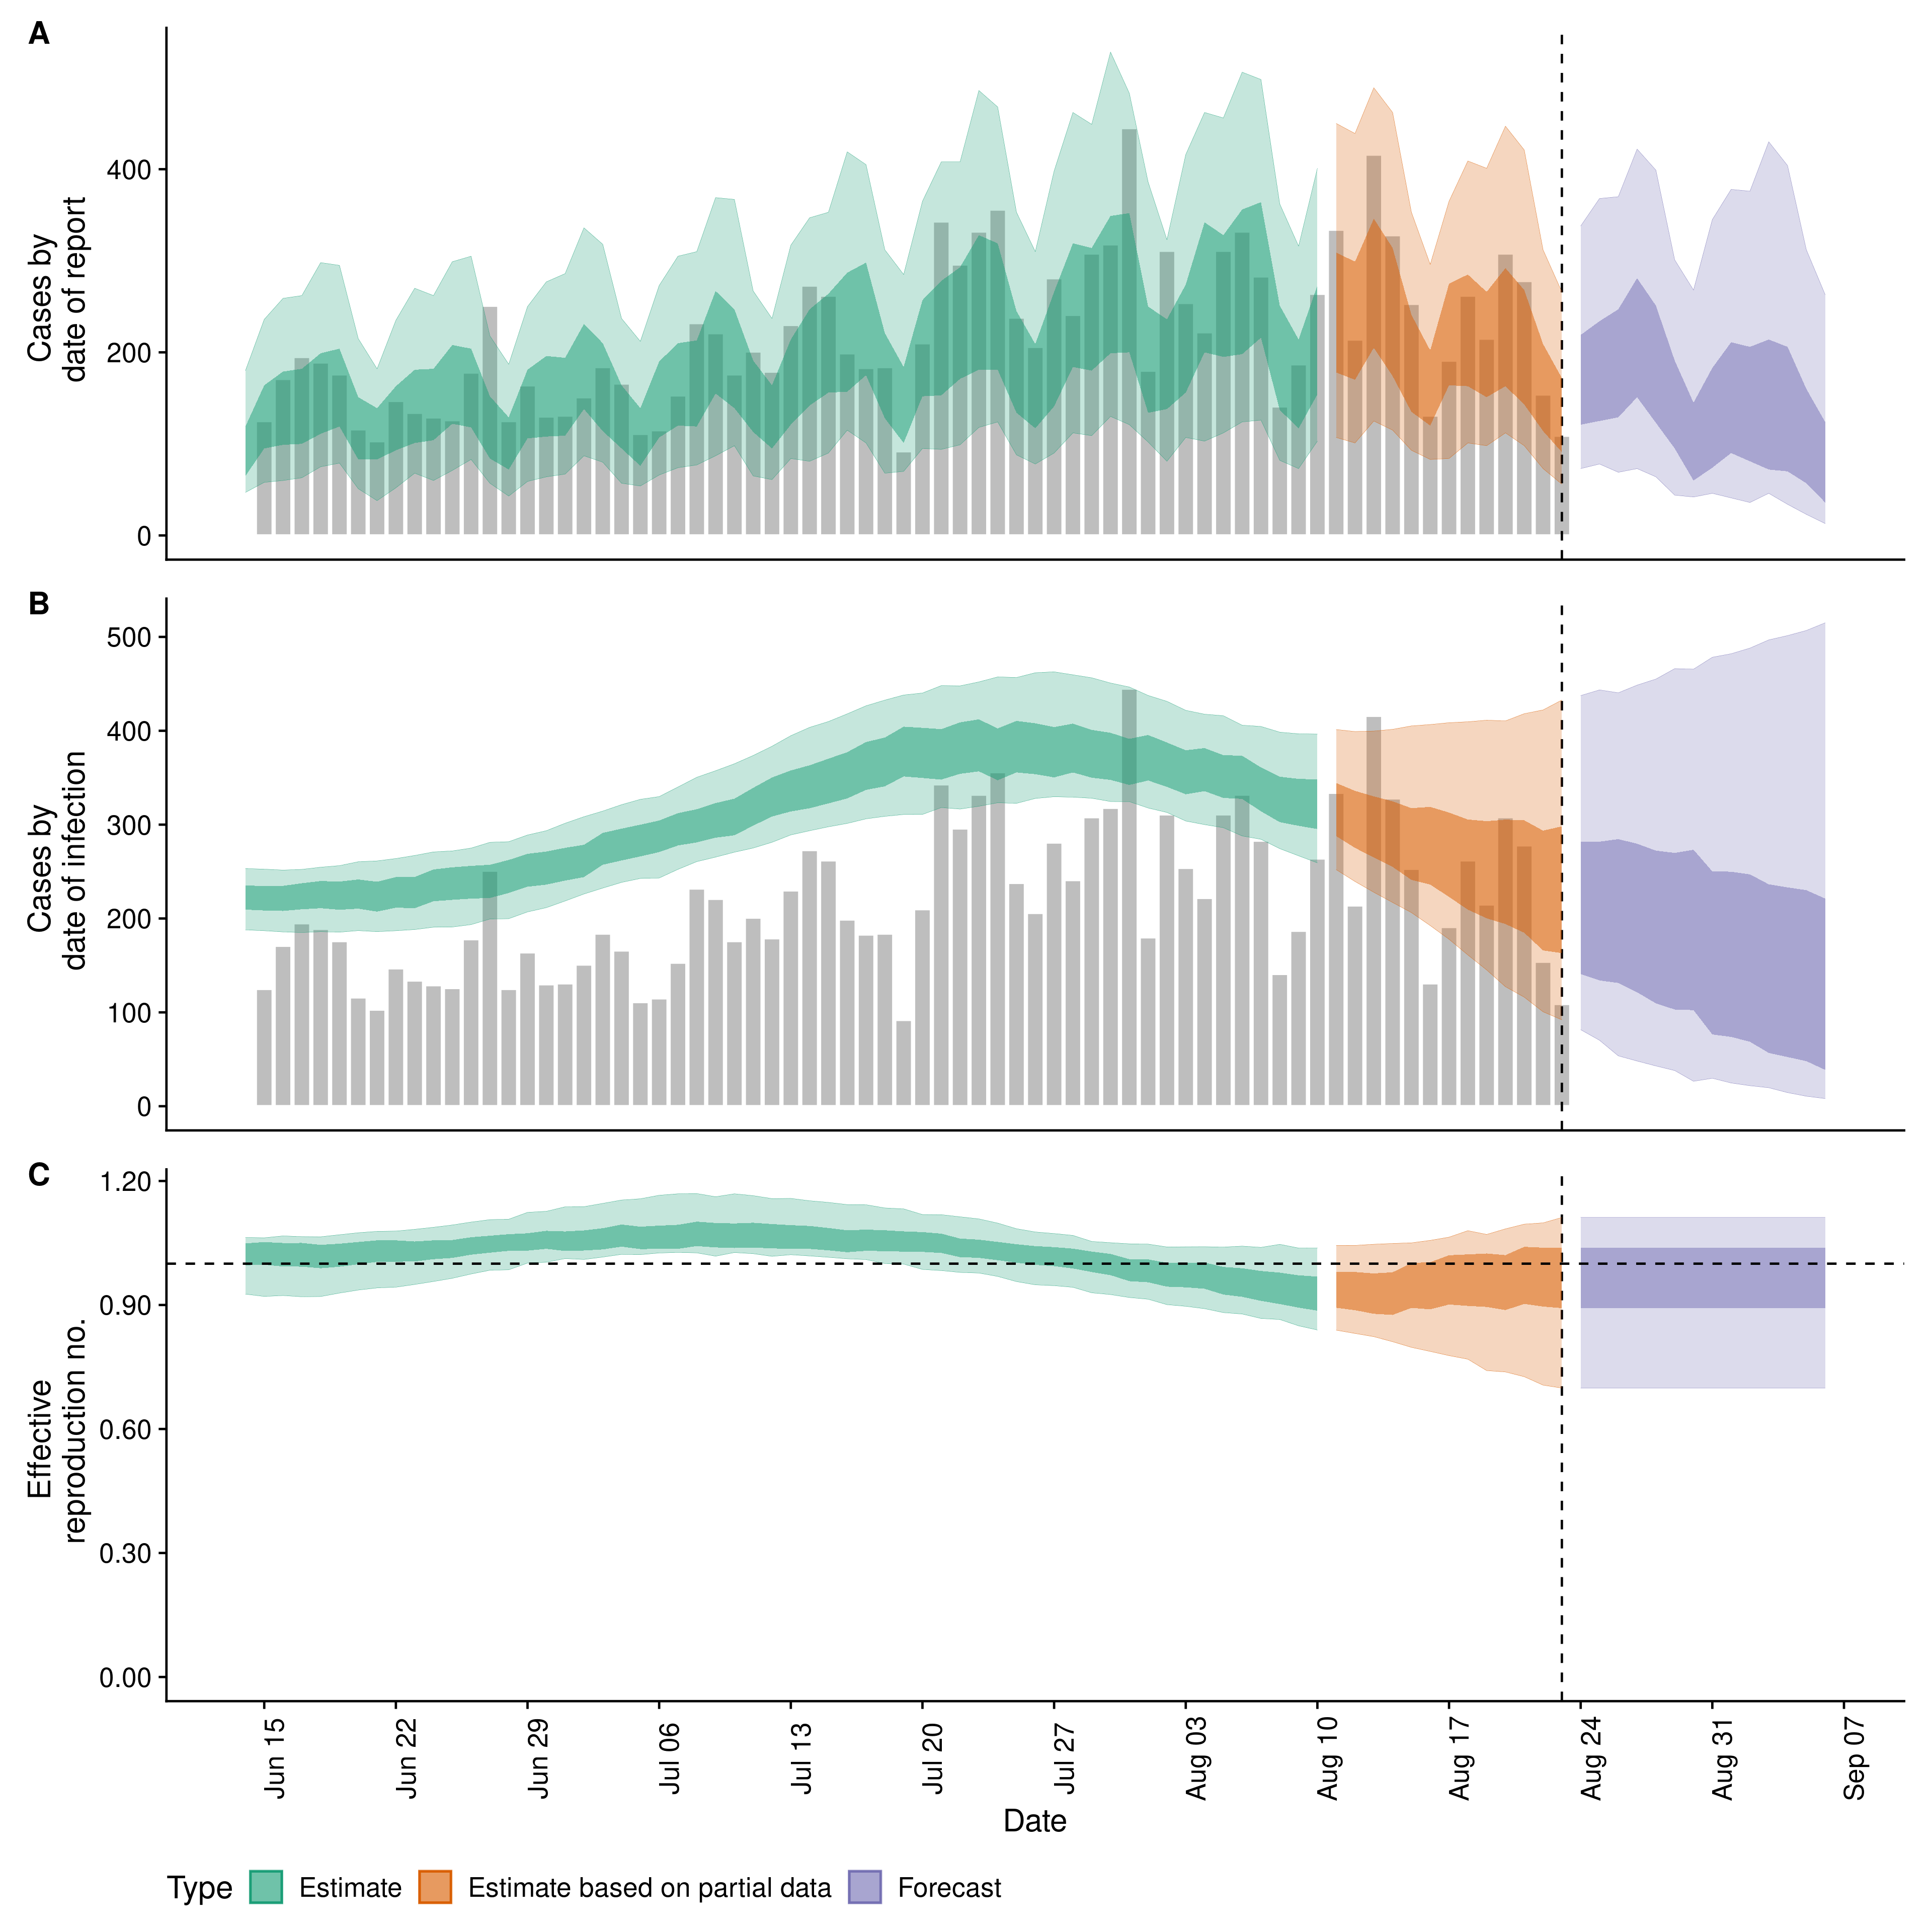 A
Cases by
date of report
400
200
0
B
Cases by
date of infection
500
400
300
200
100
0
C
Effective
reproduction no.
1.20
0.90
0.60
0.30
0.00
Jun 15
Jun 22
Jun 29
Jul 06
Jul 13
Jul 20
Jul 27
Aug 03
Aug 10
Aug 17
Aug 24
Aug 31
Sep 07
Date
Type Estimate Estimate based on partial data Forecast